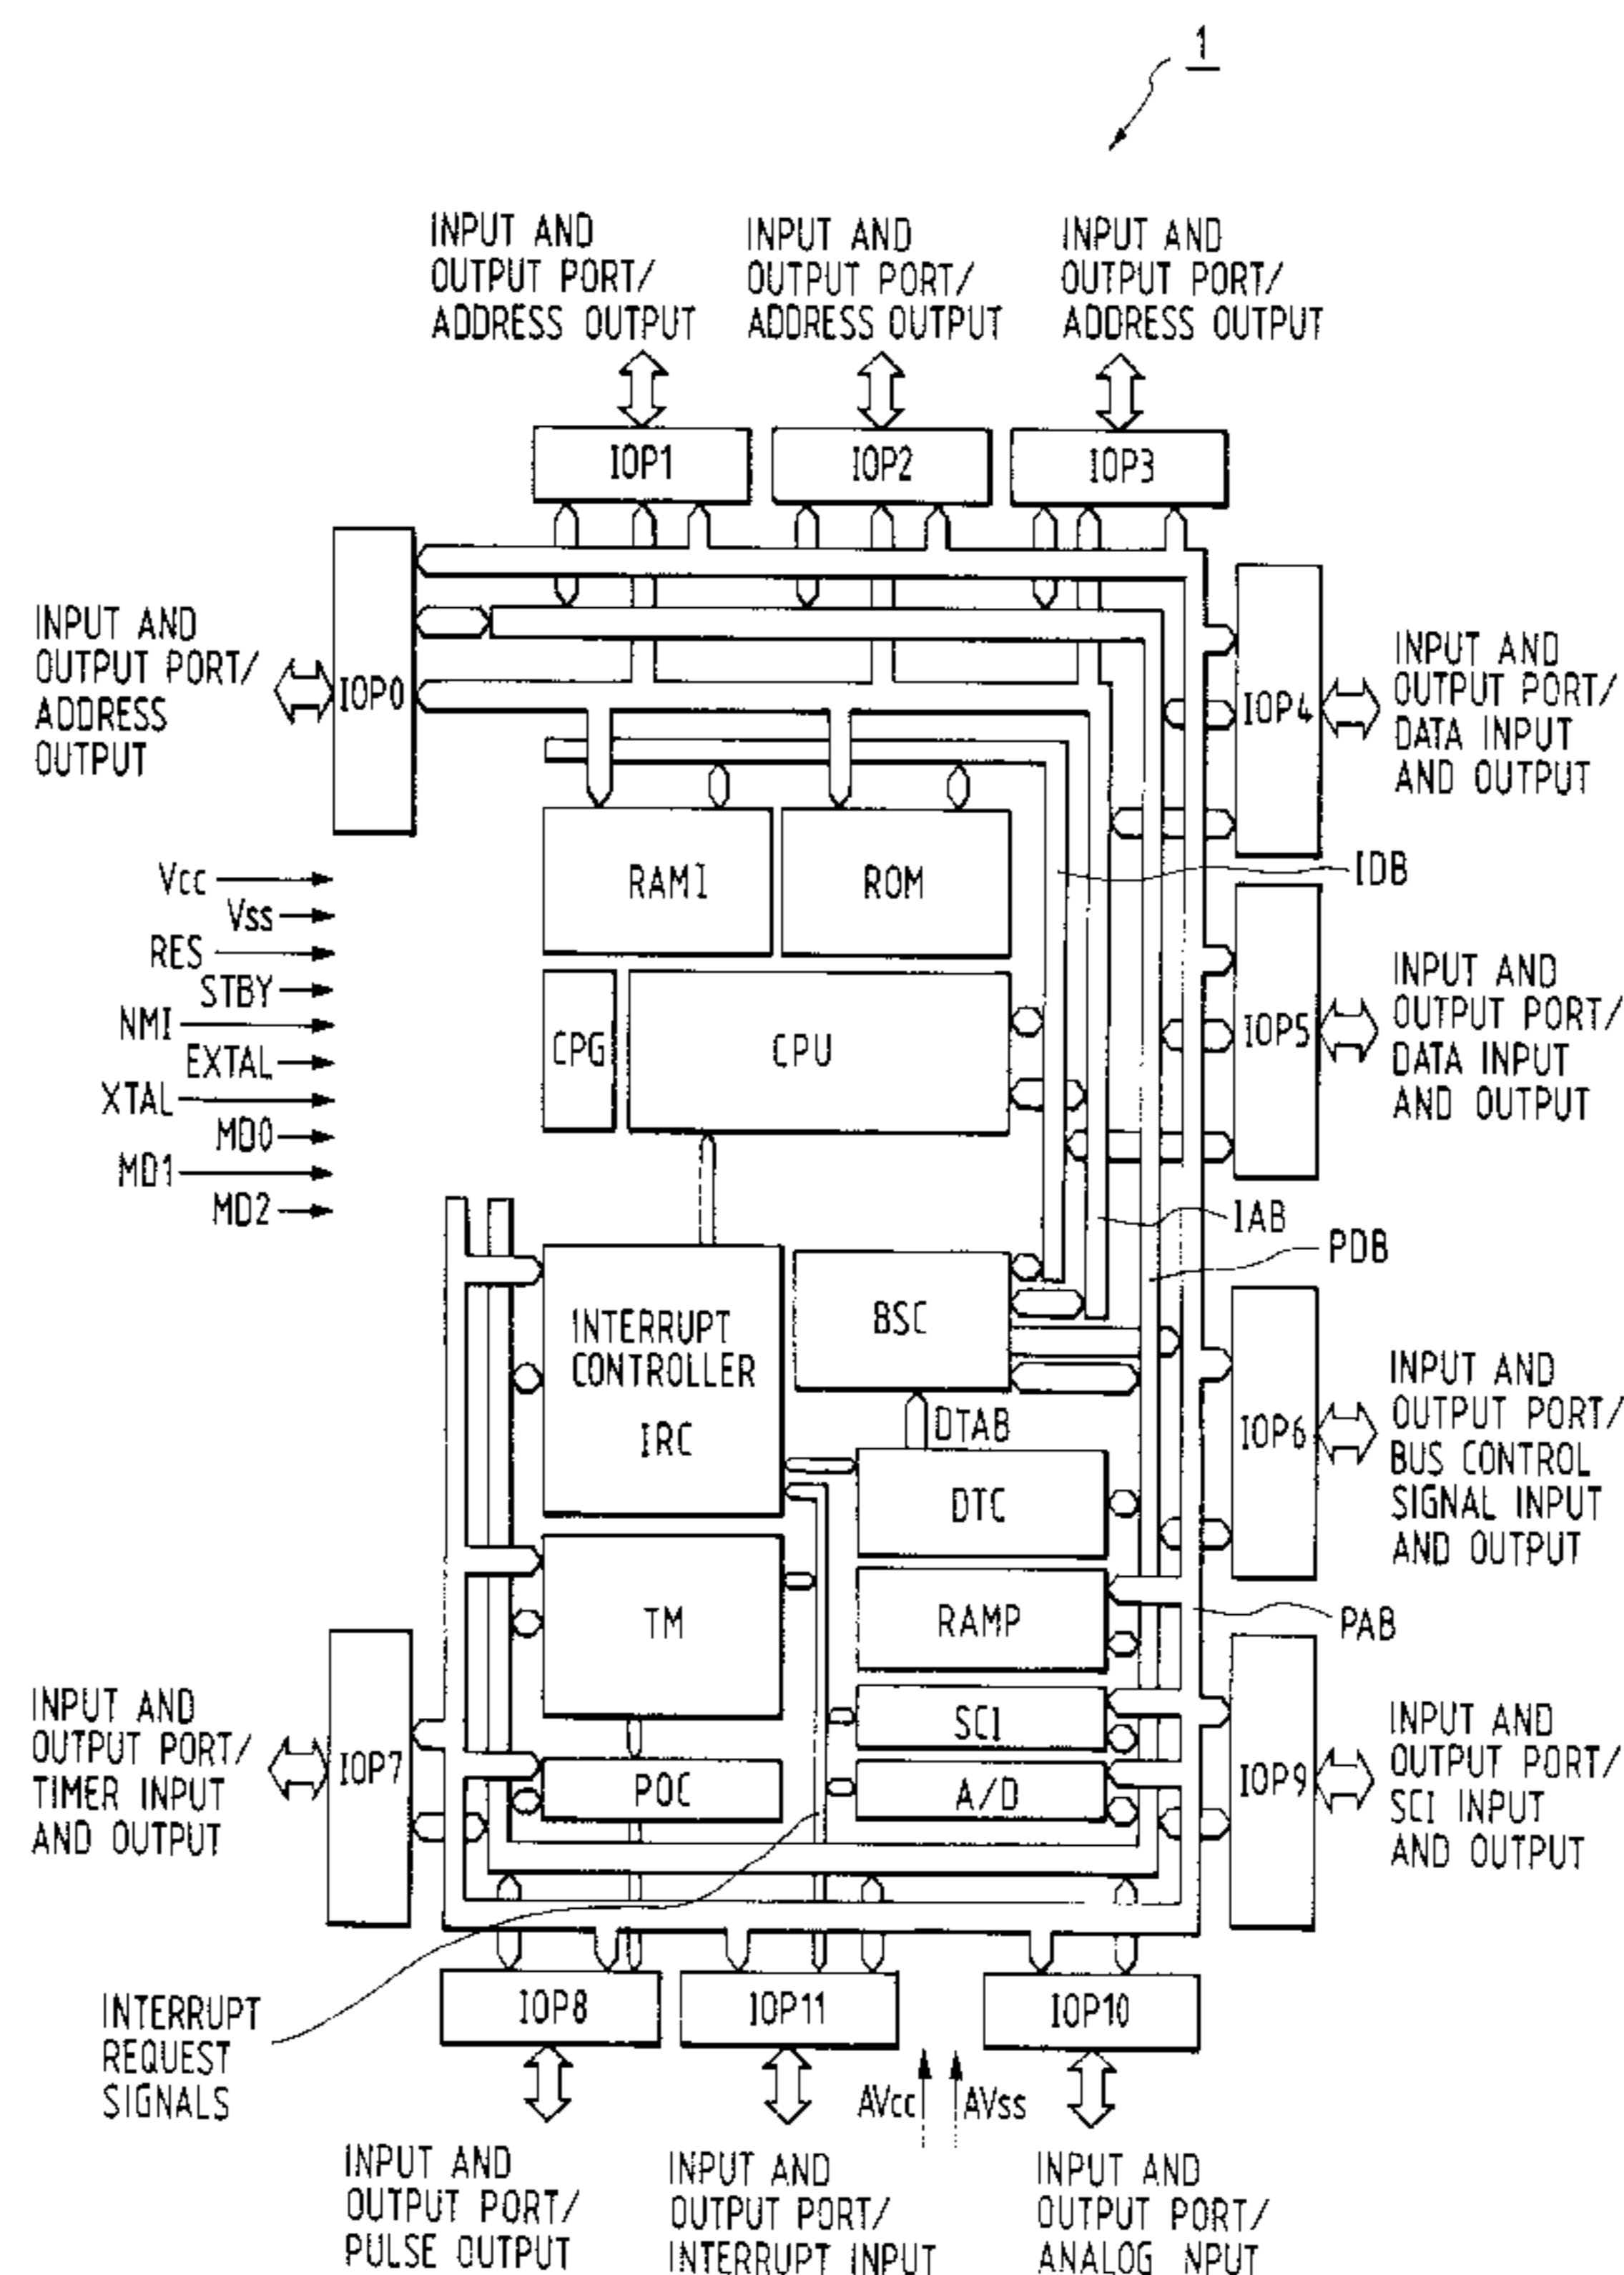 1
INPUT AND
OUTPUT PORT/
ADDRESS OUTPUT
INPUT AND
OUTPUT PORT/
ADDRESS OUTPUT
INPUT AND
OUTPUT PORT/
ADDRESS OUTPUT
IOP1
IOP2
IOP3
INPUT AND
OUTPUT PORT/
ADDRESS
OUTPUT
IOP0
IOP4
INPUT AND
OUTPUT PORT/
DATA INPUT
AND OUTPUT
RAMI
ROM
IDB
Vcc
Vss
RES
STBY
NMI
EXTAL
XTAL
MD0
MD1
MD2
CPG
CPU
IOP5
INPUT AND
OUTPUT PORT/
DATA INPUT
AND OUTPUT
IAB
PDB
INTERRUPT
CONTROLLER
IRC
BSC
DTAB
IOP6
INPUT AND
OUTPUT PORT/
BUS CONTROL
SIGNAL INPUT
AND OUTPUT
DTC
TM
RAMP
PAB
INPUT AND
OUTPUT PORT/
TIMER INPUT
AND OUTPUT
IOP7
POC
SCI
A/D
IOP9
INPUT AND
OUTPUT PORT/
SCI INPUT
AND OUTPUT
INTERRUPT
REQUEST
SIGNALS
IOP8
IOP11
IOP10
AVcc
AVss
INPUT AND
OUTPUT PORT/
PULSE OUTPUT
INPUT AND
OUTPUT PORT/
INTERRUPT INPUT
INPUT AND
OUTPUT PORT/
ANALOG NPUT